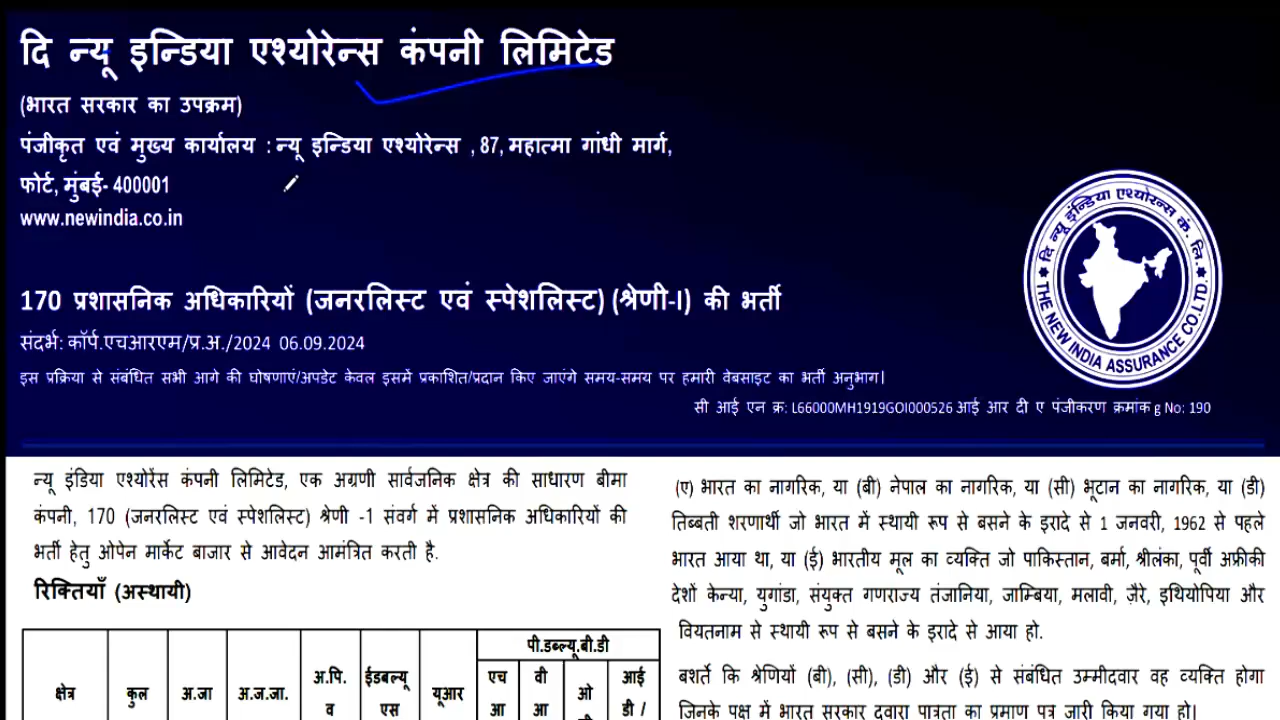 दि न्यू इन्डिया एश्योरेन्स कंपनी लिमिटेड
(भारत सरकार का उपक्रम)
पंजीकृत एवं मुख्य कार्यालय : न्यू इन्डिया एश्योरेन्स , 87, महात्मा गांधी मार्ग,
फोर्ट, मुंबई- 400001
www.newindia.co.in
दि न्यू इंन्डिया एश्योरन्स कं. लि.
THE NEW INDIA ASSURANCE CO.LTD.
170 प्रशासनिक अधिकारियों (जनरलिस्ट एवं स्पेशलिस्ट) (श्रेणी-I) की भर्ती
संदर्भ: कॉर्प.एचआरएम/प्र.अ./2024 06.09.2024
इस प्रक्रिया से संबंधित सभी आगे की घोषणाएं/अपडेट केवल इसमें प्रकाशित/प्रदान किए जाएंगे समय-समय पर हमारी वेबसाइट का भर्ती अनुभाग।
सी आई एन क्र: L66000MH1919GOI000526 आई आर दी ए पंजीकरण क्रमांक g No: 190
न्यू इंडिया एश्योरेंस कंपनी लिमिटेड, एक अग्रणी सार्वजनिक क्षेत्र की साधारण बीमा
कंपनी, 170 (जनरलिस्ट एवं स्पेशलिस्ट) श्रेणी -1 संवर्ग में प्रशासनिक अधिकारियों की
भर्ती हेतु ओपेन मार्केट बाजार से आवेदन आमंत्रित करती है.
रिक्तियाँ (अस्थायी)
पी.डब्ल्यू.बी.डी
क्षेत्र कुल अ.जा अ.ज.जा. अ.पि. ईडबल्यू यूआर एच वी ओ आई
व एस आ आ डी /
(ए) भारत का नागरिक, या (बी) नेपाल का नागरिक, या (सी) भूटान का नागरिक, या (डी)
तिब्बती शरणार्थी जो भारत में स्थायी रूप से बसने के इरादे से 1 जनवरी, 1962 से पहले
भारत आया था, या (ई) भारतीय मूल का व्यक्ति जो पाकिस्तान, बर्मा, श्रीलंका, पूर्वी अफ्रीकी
देशों केन्या, युगांडा, संयुक्त गणराज्य तंजानिया, जाम्बिया, मलावी, ज़ैरे, इथियोपिया और
वियतनाम से स्थायी रूप से बसने के इरादे से आया हो.
बशर्ते कि श्रेणियों (बी), (सी), (डी) और (ई) से संबंधित उम्मीदवार वह व्यक्ति होगा
जिनके पक्ष में भारत सरकार द्वारा पात्रता का प्रमाण पत्र जारी किया गया हो।